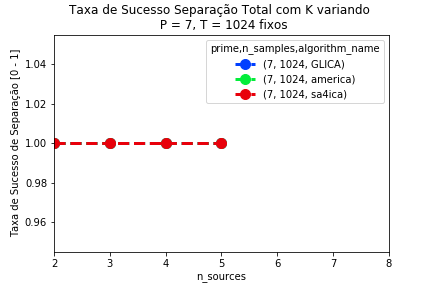 Taxa de Sucesso Separação Total com K variando
P = 7, T = 1024 fixos
prime,n_samples,algorithm_name
(7, 1024, GLICA)
(7, 1024, america)
(7, 1024, sa4ica)
Taxa de Sucesso de Separação [0 - 1]
1.04
1.02
1.00
0.98
0.96
2 3 4 5 6 7 8
n_sources